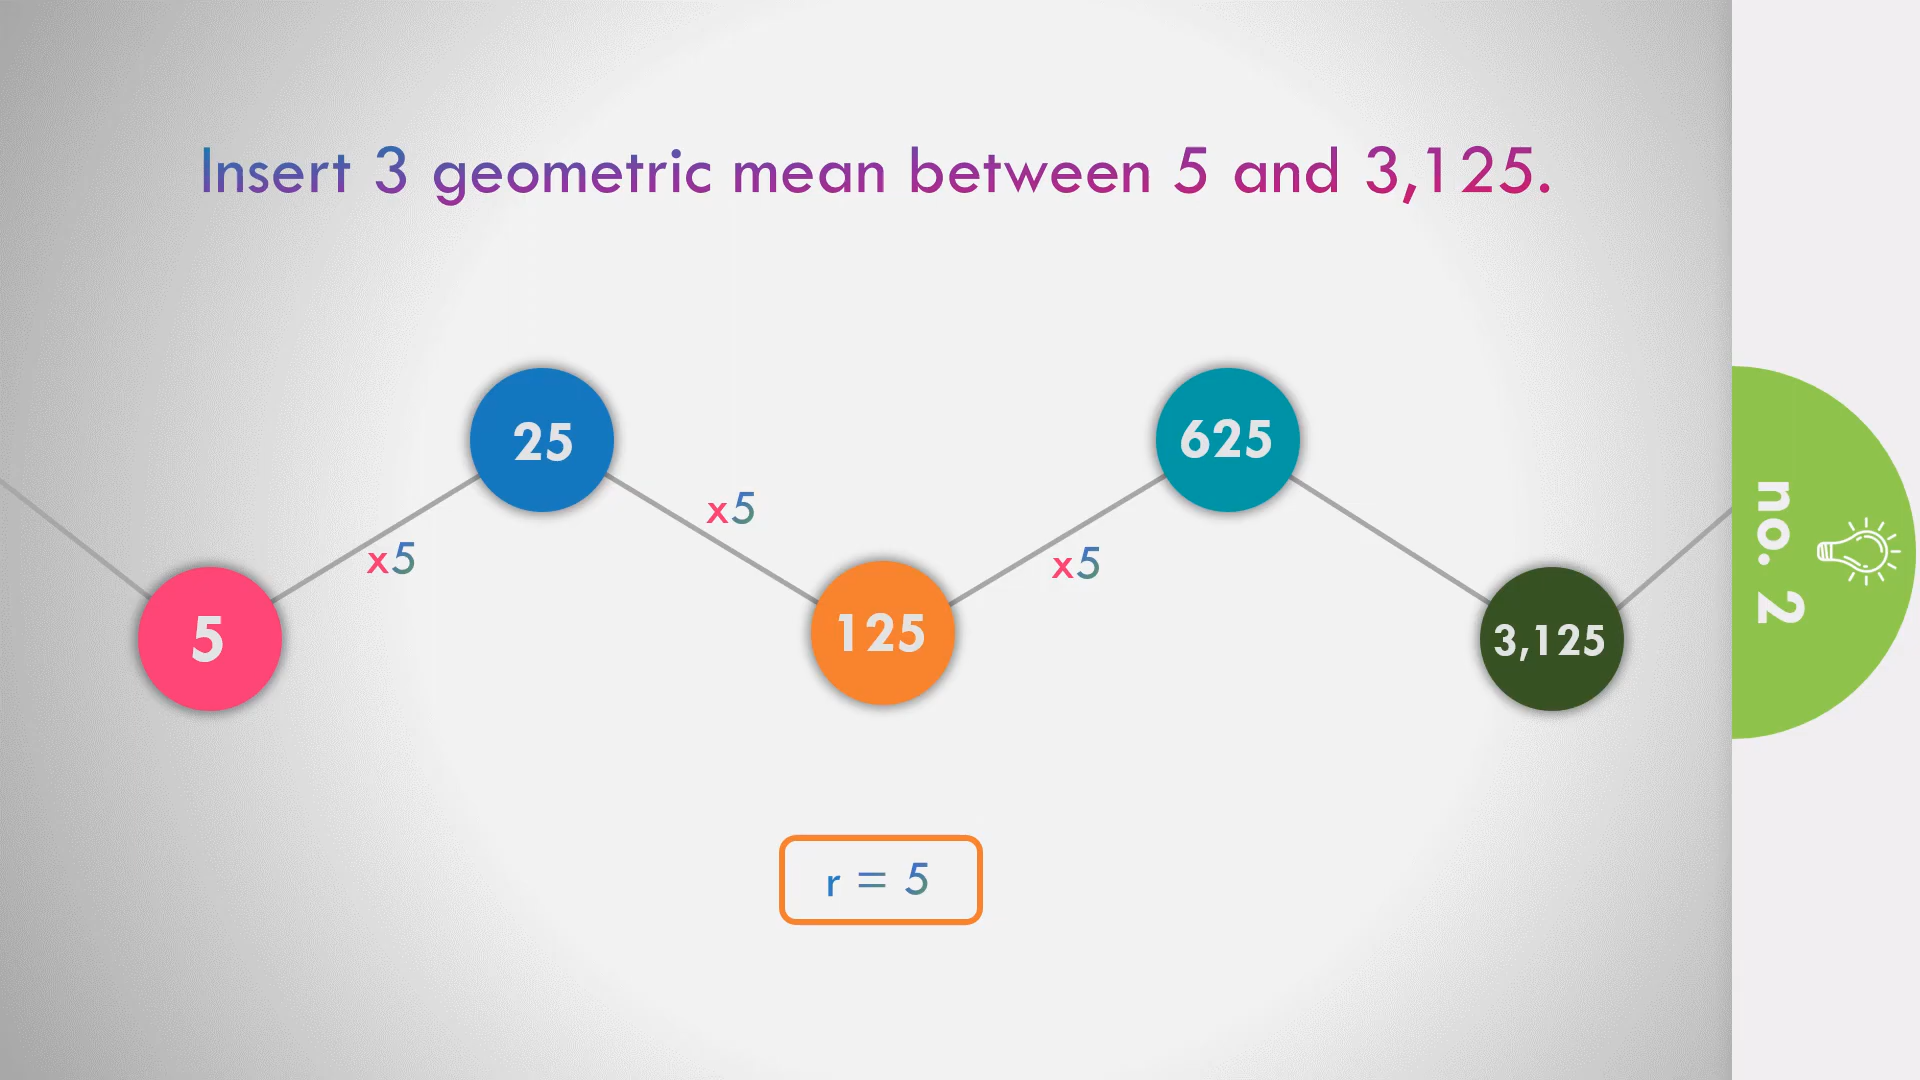 Insert 3 geometric mean between 5 and 3,125.
25
625
x5
x5
x5
5
125
3,125
r = 5
no. 2